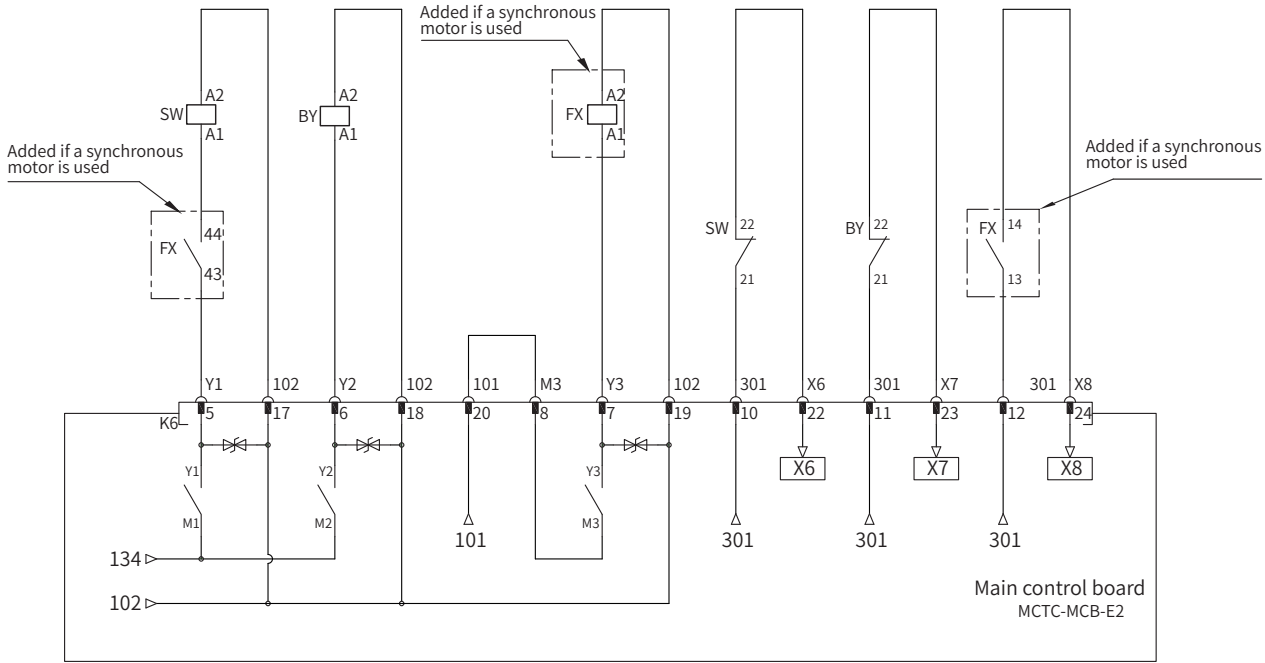 Added if a synchronous
motor is used
A2
SW
A1
A2
BY
A1
A2
FX
A1
Added if a synchronous
motor is used
Added if a synchronous
motor is used
44
FX
43
SW
22
21
BY
22
21
FX
14
13
Y1
102
Y2
102
101
M3
Y3
102
301
X6
301
X7
301
X8
K6
5
17
6
18
20
8
7
19
10
22
11
23
12
24
Y1
M1
Y2
M2
Y3
M3
X6
X7
X8
101
301
301
301
134
102
Main control board
MCTC-MCB-E2